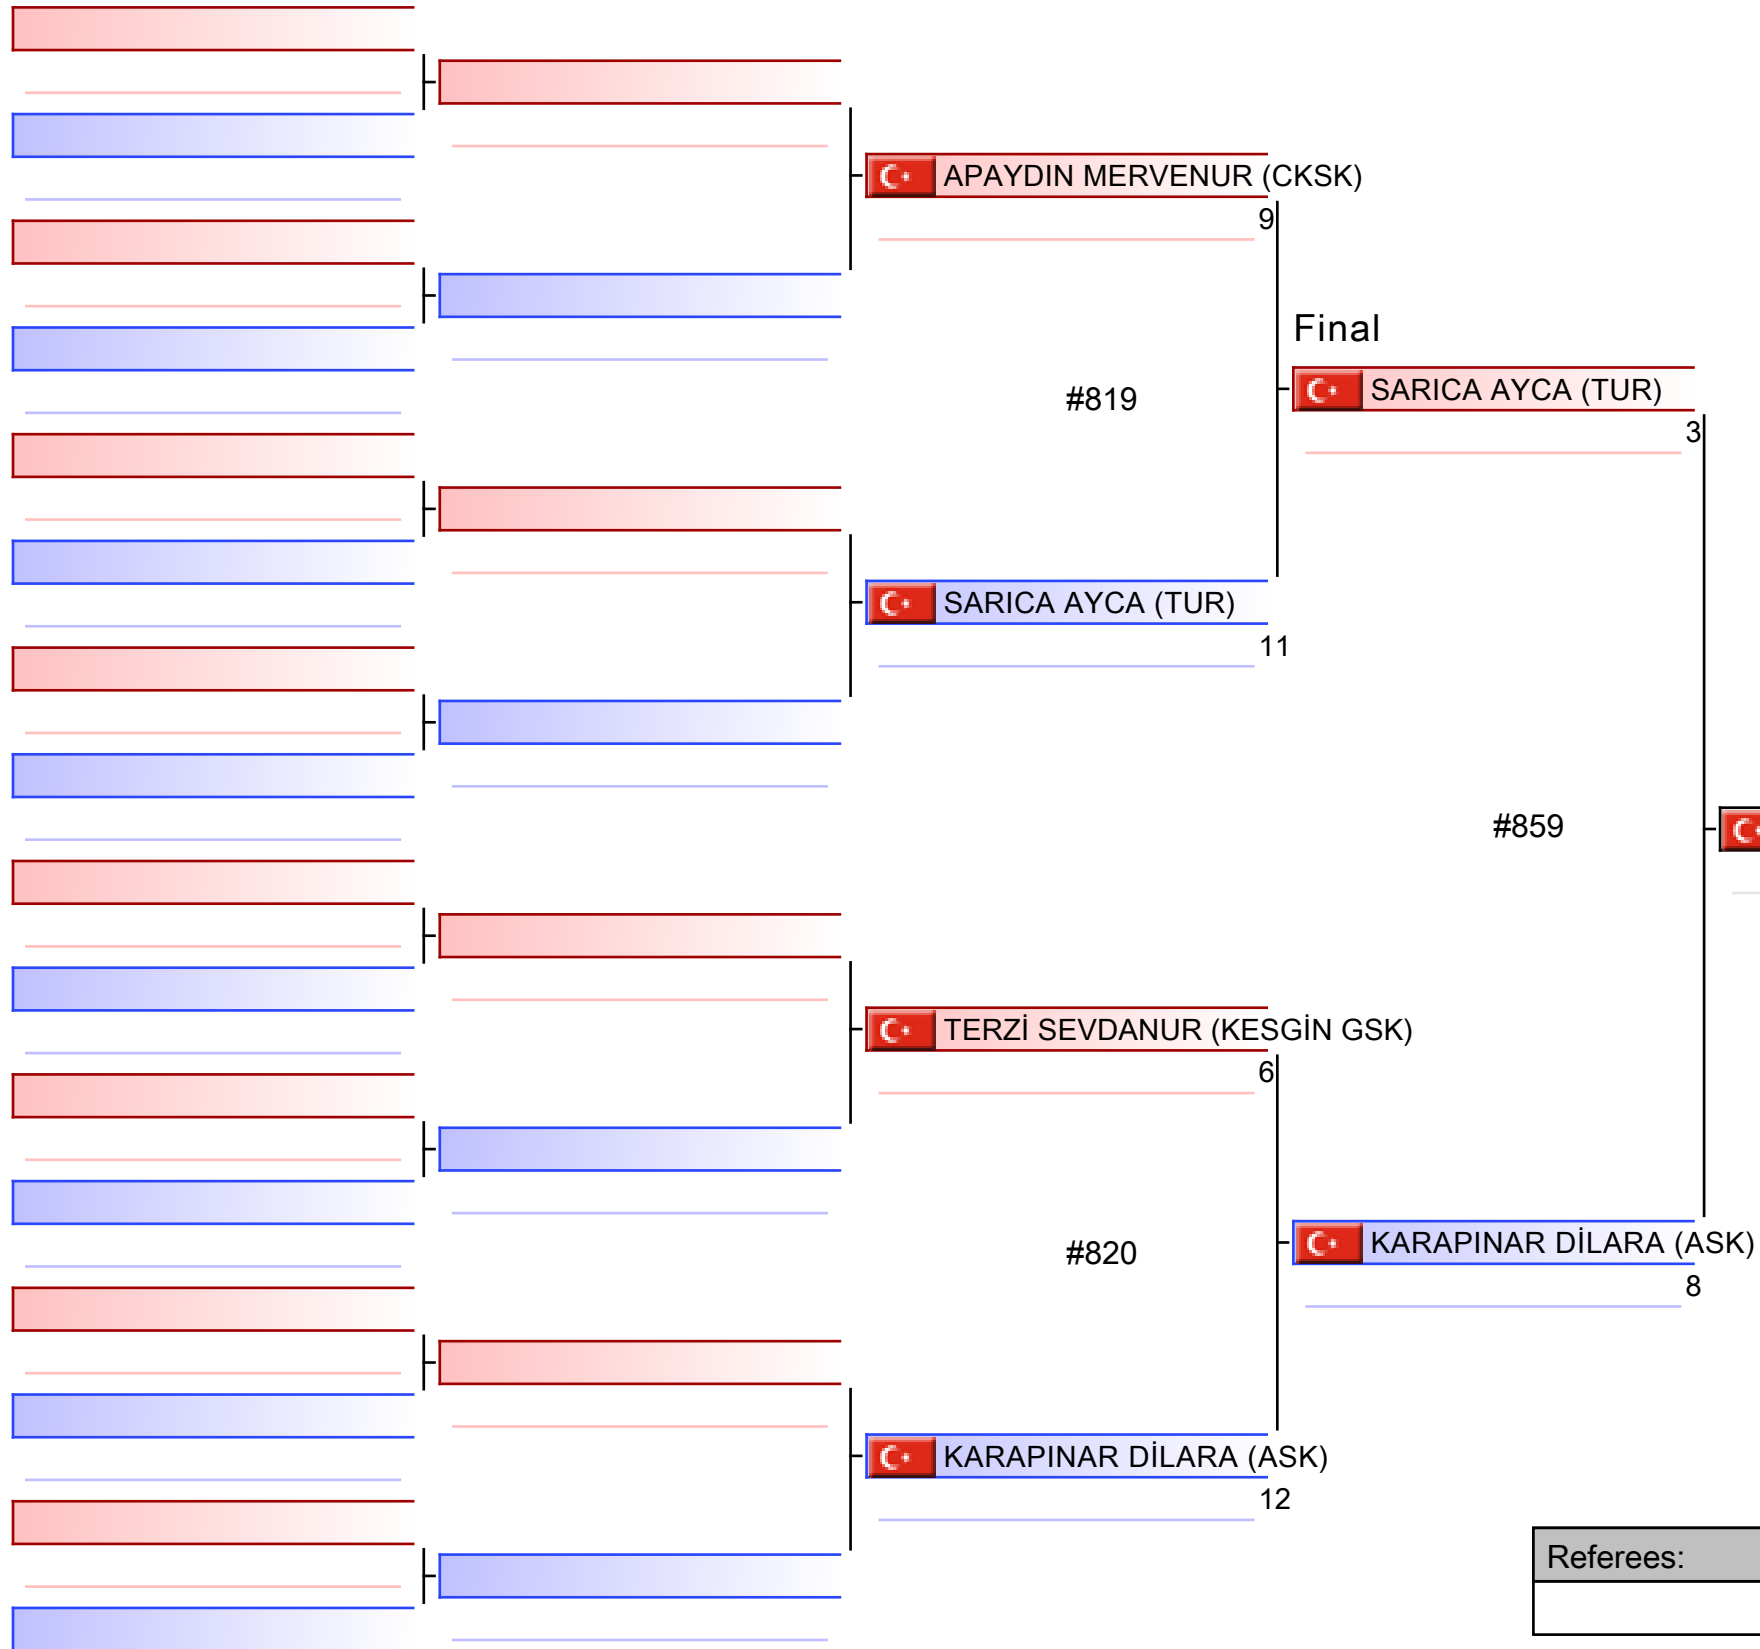 APAYDIN MERVENUR (CKSK)
9
Final
#819
SARICA AYCA (TUR)
3
SARICA AYCA (TUR)
11
#859
TERZİ SEVDANUR (KESGİN GSK)
6
#820
KARAPINAR DİLARA (ASK)
8
KARAPINAR DİLARA (ASK)
12
Referees: